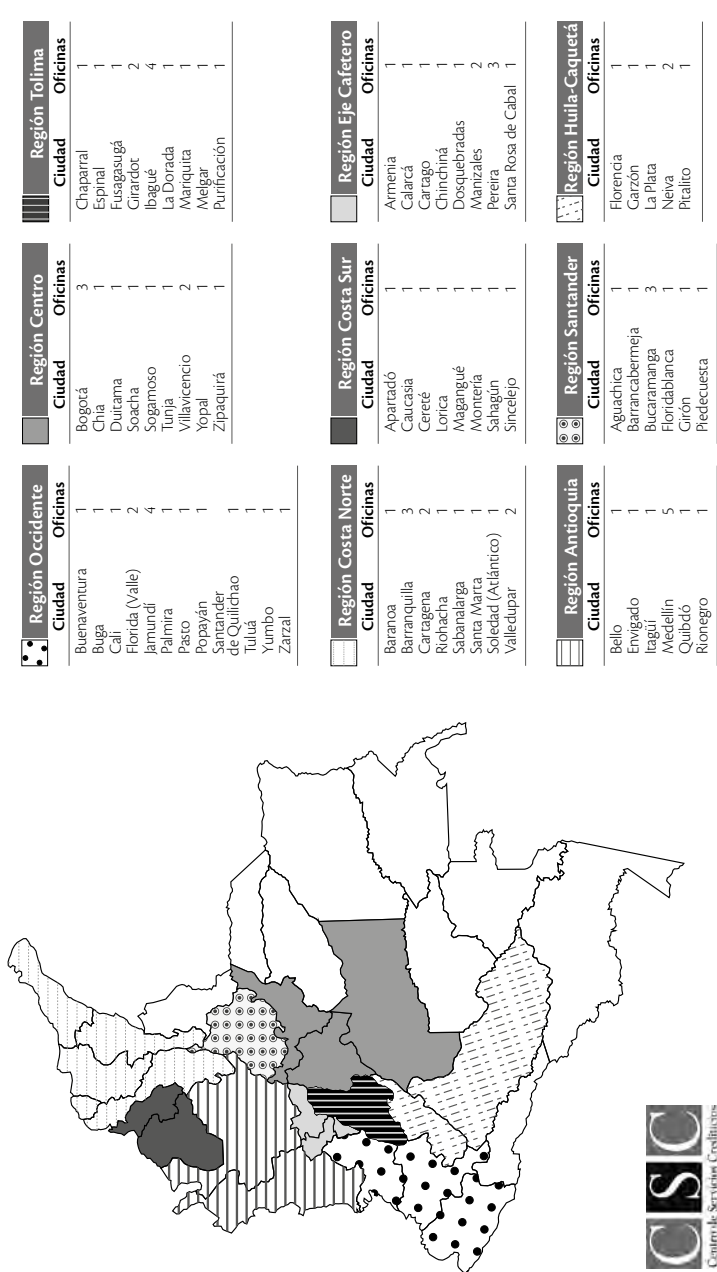 Región Occidente
Ciudad Oficinas
Buenaventura 1
Buga 1
Cali 1
Florida (Valle) 2
Jamundí 4
Palmira 1
Pasto 1
Popayán 1
Santander
de Quilichao 1
Tuluá 1
Yumbo 1
Zarzal 1
Región Centro
Ciudad Oficinas
Bogotá 3
Chía 1
Duitama 1
Soacha 1
Sogamoso 1
Tunja 1
Villavicencio 2
Yopal 1
Zipaquirá 1
Región Tolima
Ciudad Oficinas
Chaparral 1
Espinal 1
Fusagasugá 1
Girardot 2
Ibagué 4
La Dorada 1
Mariquita 1
Melgar 1
Purificación 1
Región Costa Norte
Ciudad Oficinas
Baranoa 1
Barranquilla 3
Cartagena 2
Riohacha 1
Sabanalarga 1
Santa Marta 1
Soledad (Atlántico) 1
Valledupar 2
Región Costa Sur
Ciudad Oficinas
Apartadó 1
Caucasia 1
Cereté 1
Lorica 1
Magangué 1
Montería 1
Sahagún 1
Sincelejo 1
Región Eje Cafetero
Ciudad Oficinas
Armenia 1
Calarcá 1
Cartago 1
Chinchiná 1
Dosquebradas 1
Manizales 2
Pereira 3
Santa Rosa de Cabal 1
Región Antioquia
Ciudad Oficinas
Bello 1
Envigado 1
Itagüí 1
Medellín 5
Quibdó 1
Rionegro 1
Región Santander
Ciudad Oficinas
Aguachica 1
Barrancabermeja 1
Bucaramanga 3
Floridablanca 1
Girón 1
Piedecuesta 1
Región Huila-Caquetá
Ciudad Oficinas
Florencia 1
Garzón 1
La Plata 1
Neiva 2
Pitalito 1
CSC
Centro de Servicios Crediticios